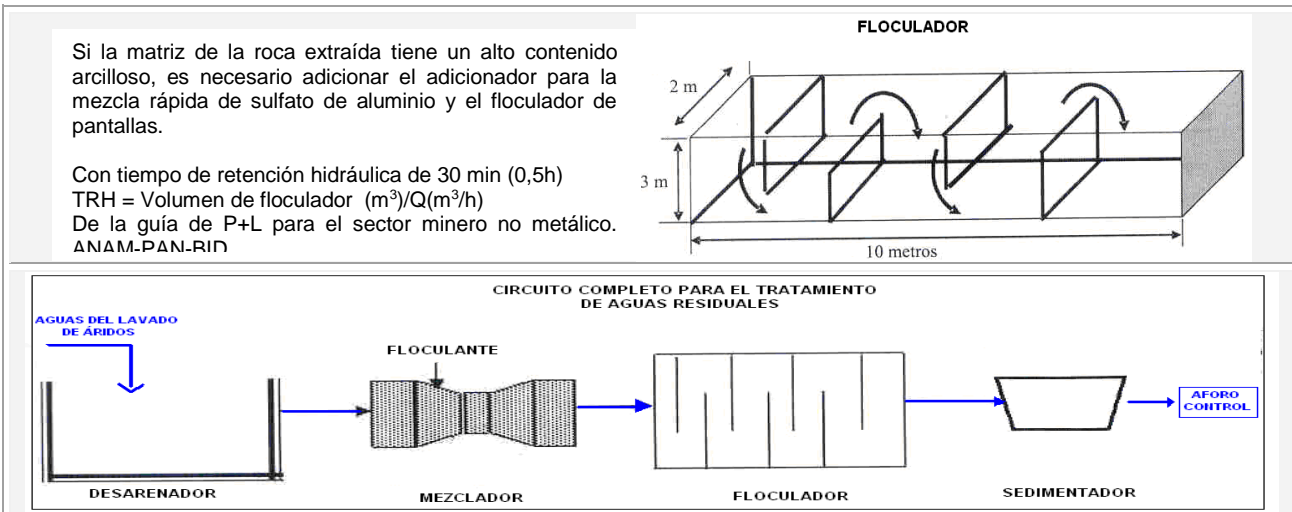 Si la matriz de la roca extraída tiene un alto contenido
arcilloso, es necesario adicionar el adicionador para la
mezcla rápida de sulfato de aluminio y el floculador de
pantallas.
Con tiempo de retención hidráulica de 30 min (0,5h)
TRH = Volumen de floculador (m³)/Q(m³/h)
De la guía de P+L para el sector minero no metálico.
ANAM-PAN-BID
FLOCULADOR
2 m
3 m
10 metros
CIRCUITO COMPLETO PARA EL TRATAMIENTO
DE AGUAS RESIDUALES
AGUAS DEL LAVADO
DE ÁRIDOS
FLOCULANTE
AFORO
CONTROL
DESARENADOR
MEZCLADOR
FLOCULADOR
SEDIMENTADOR